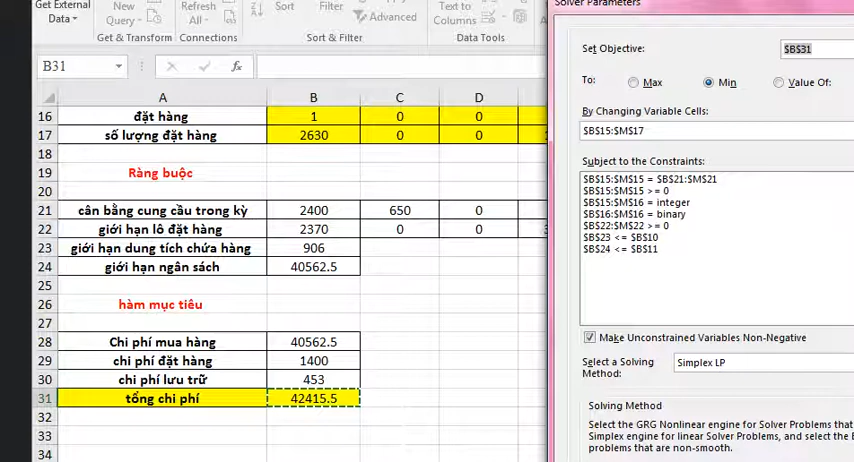 Solver Parameters
Get External
Data
New
Query
Refresh
All
Sort
Filter
Advanced
Text to
Columns
Get & Transform
Connections
Sort & Filter
Data Tools
B31
fx
A B C D
16 đặt hàng 1 0 0
17 số lượng đặt hàng 2630 0 0
18
19 Ràng buộc
20
21 cân bằng cung cầu trong kỳ 2400 650 0
22 giới hạn lô đặt hàng 2370 0 0
23 giới hạn dung tích chứa hàng 906
24 giới hạn ngân sách 40562.5
25
26 hàm mục tiêu
27
28 Chi phí mua hàng 40562.5
29 chi phí đặt hàng 1400
30 chi phí lưu trữ 453
31 tổng chi phí 42415.5
32
33
34
Set Objective: $B$31
To: Max Min Value Of:
By Changing Variable Cells:
$B$15:$M$17
Subject to the Constraints:
$B$15:$M$15 = $B$21:$M$21
$B$15:$M$15 >= 0
$B$15:$M$16 = integer
$B$16:$M$16 = binary
$B$22:$M$22 >= 0
$B$23 <= $B$10
$B$24 <= $B$11
Make Unconstrained Variables Non-Negative
Select a Solving
Method:
Simplex LP
Solving Method
Select the GRG Nonlinear engine for Solver Problems that
Simplex engine for linear Solver Problems, and select the E
problems that are non-smooth.